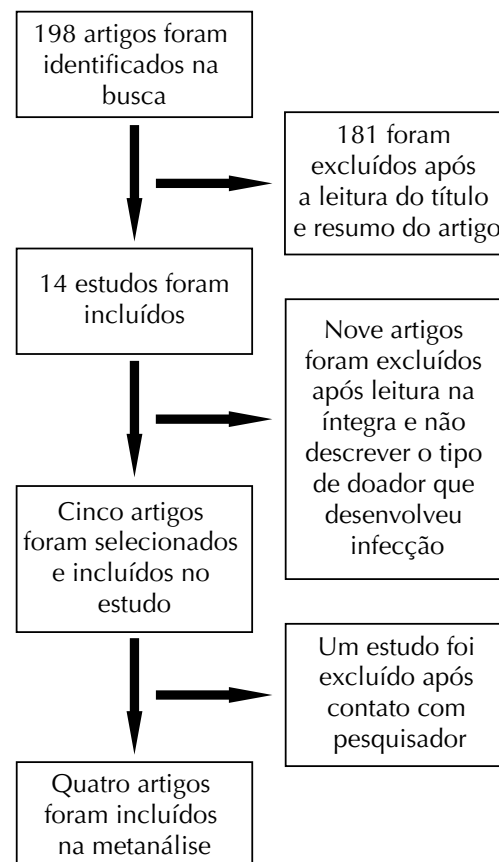 198 artigos foram
identificados na
busca
181 foram
excluídos após
a leitura do título
e resumo do artigo
14 estudos foram
incluídos
Nove artigos
foram excluídos
após leitura na
íntegra e não
descrever o tipo
de doador que
desenvolveu
infecção
Cinco artigos
foram selecionados
e incluídos no
estudo
Um estudo foi
excluído após
contato com
pesquisador
Quatro artigos
foram incluídos
na metanálise